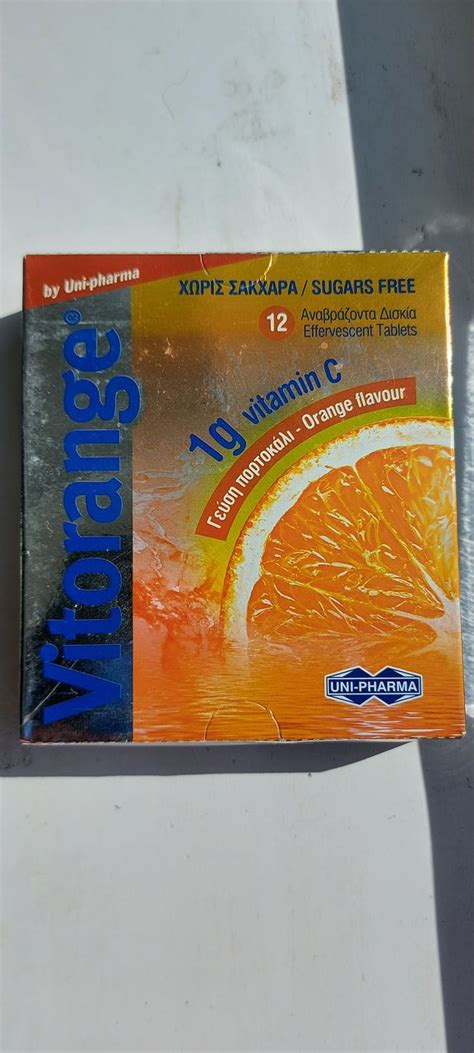 by Uni-pharma
Vitorange®
ΧΩΡΙΣ ΣΑΚΧΑΡΑ / SUGARS FREE
12 Αναβράζοντα Δισκία
Effervescent Tablets
1g vitamin C
Γεύση πορτοκάλι - Orange flavour
UNI-PHARMA